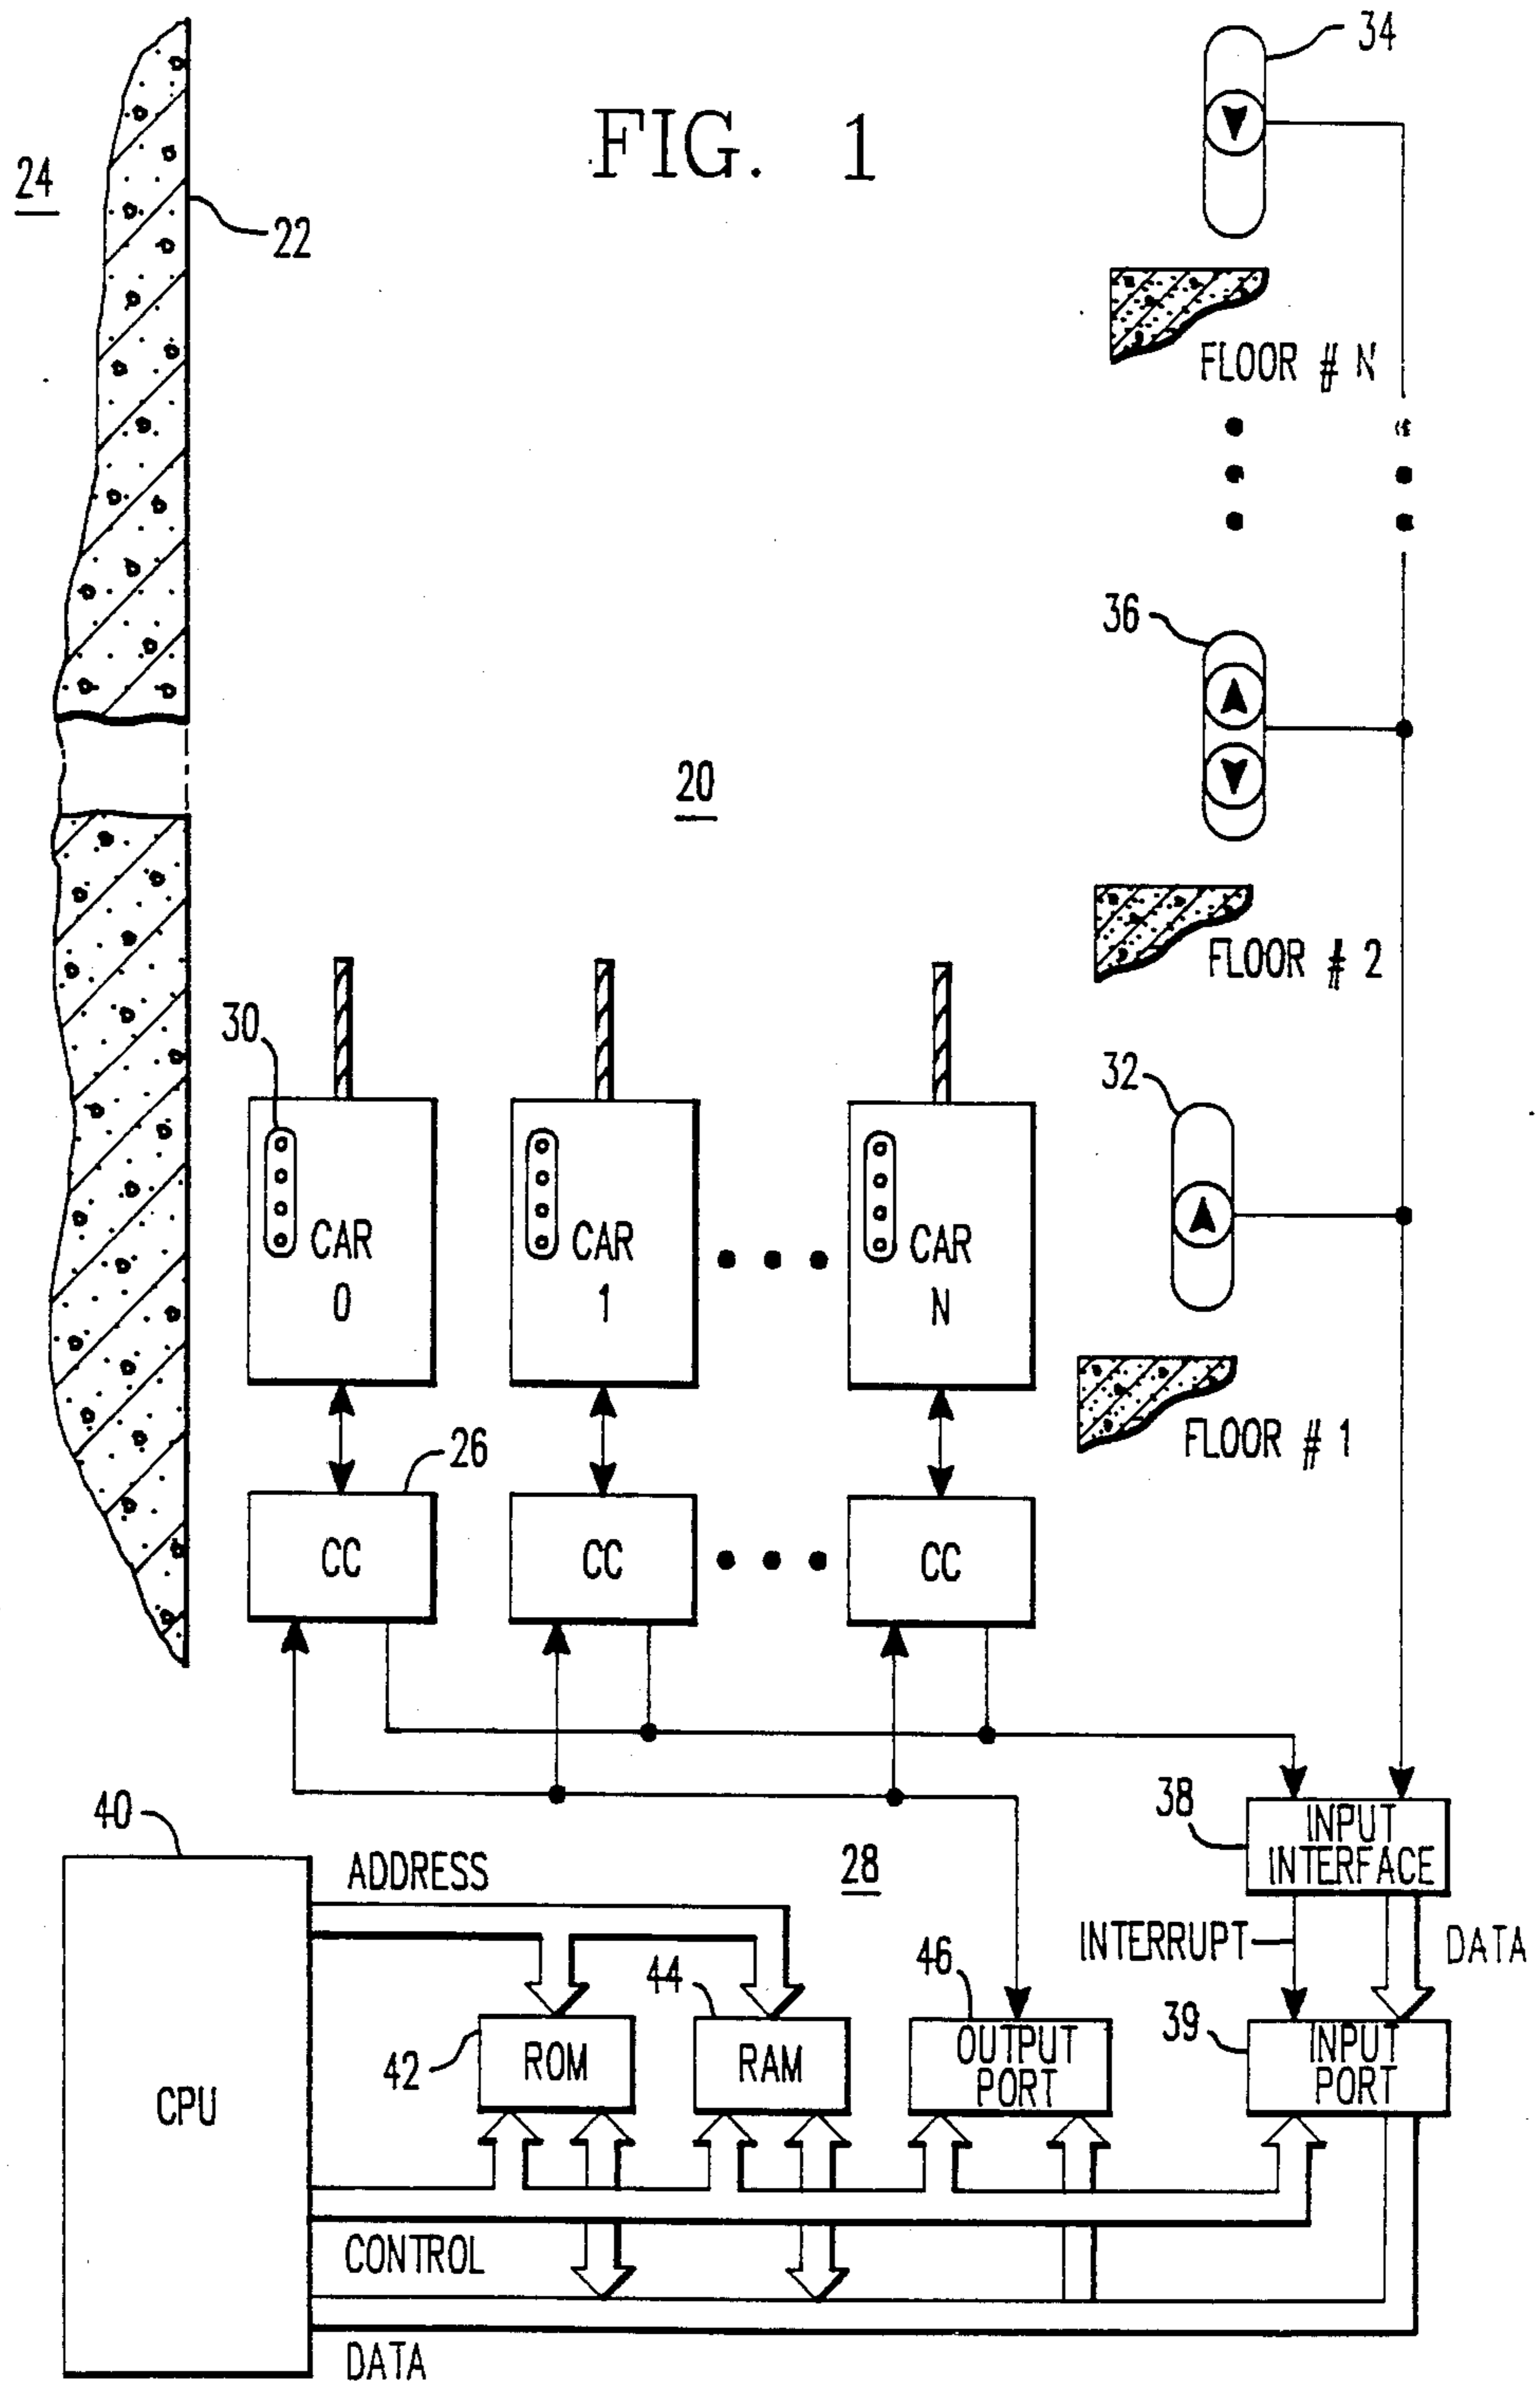 34
FIG. 1
24
22
FLOOR # N
36
20
FLOOR # 2
30
32
CAR 0
CAR 1
CAR N
FLOOR # 1
26
CC
CC
CC
40
38
INPUT INTERFACE
ADDRESS
28
INTERRUPT
DATA
44
46
42
ROM
RAM
OUTPUT PORT
39
INPUT PORT
CPU
CONTROL
DATA